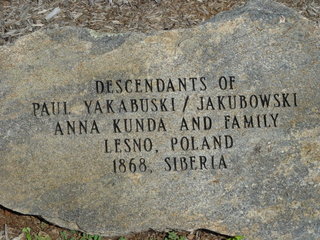 DESCENDANTS OF
PAUL YAKABUSKI / JAKUBOWSKI
ANNA KUNDA AND FAMILY
LESNO, POLAND
1868, SIBERIA